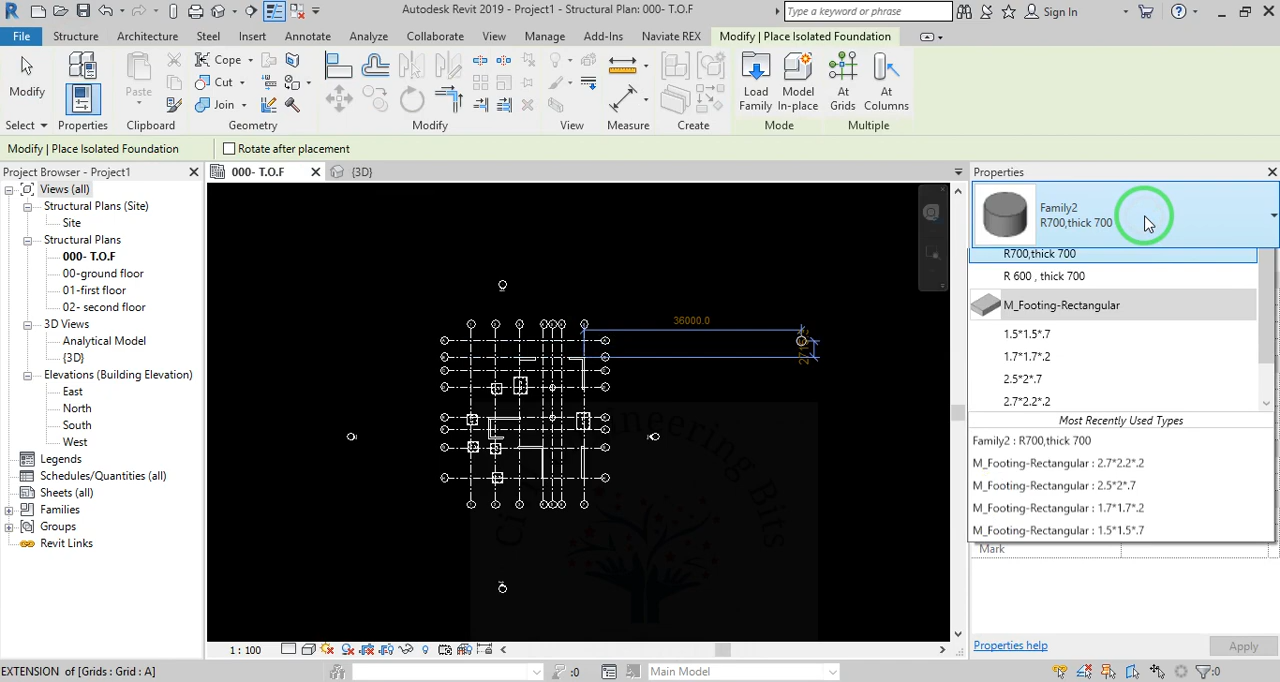 Autodesk Revit 2019 - Project1 - Structural Plan: 000- T.O.F
Type a keyword or phrase
Sign In
File
Structure
Architecture
Steel
Insert
Annotate
Analyze
Collaborate
View
Manage
Add-Ins
Naviate REX
Modify | Place Isolated Foundation
Modify
Paste
Cope
Cut
Join
Load
Family
Model
In-place
At
Grids
At
Columns
Select
Properties
Clipboard
Geometry
Modify
View
Measure
Create
Mode
Multiple
Modify | Place Isolated Foundation
Rotate after placement
Project Browser - Project1
Views (all)
Structural Plans (Site)
Site
Structural Plans
000- T.O.F
00-ground floor
01-first floor
02- second floor
3D Views
Analytical Model
{3D}
Elevations (Building Elevation)
East
North
South
West
Legends
Schedules/Quantities (all)
Sheets (all)
Families
Groups
Revit Links
000- T.O.F
{3D}
36000.0
Properties
Family2
R700,thick 700
R700,thick 700
R 600 , thick 700
M_Footing-Rectangular
1.5*1.5*.7
1.7*1.7*.2
2.5*2*.7
2.7*2.2*.2
Most Recently Used Types
Family2 : R700,thick 700
M_Footing-Rectangular : 2.7*2.2*.2
M_Footing-Rectangular : 2.5*2*.7
M_Footing-Rectangular : 1.7*1.7*.2
M_Footing-Rectangular : 1.5*1.5*.7
Mark
Properties help
Apply
1 : 100
EXTENSION of [Grids : Grid : A]
:0
Main Model
:0